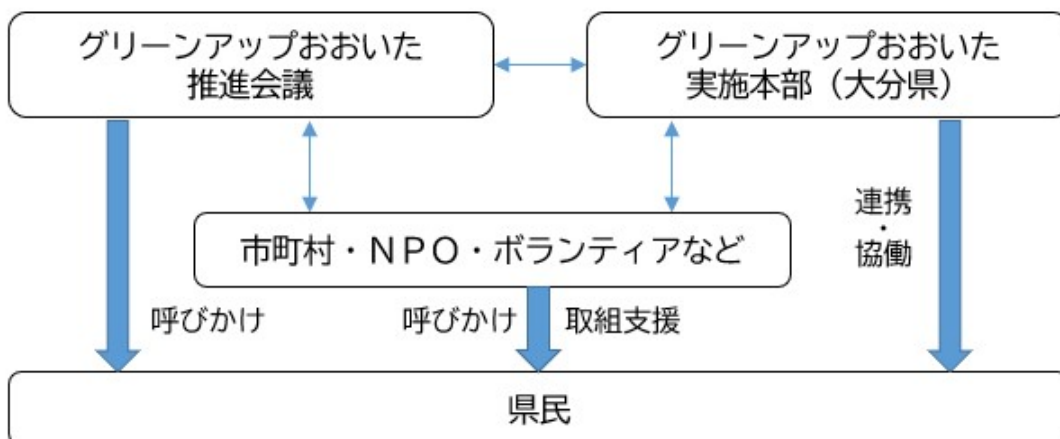 グリーンアップおおいた
推進会議
グリーンアップおおいた
実施本部（大分県）
連携
・
協働
市町村・ＮＰＯ・ボランティアなど
呼びかけ
呼びかけ
取組支援
県民